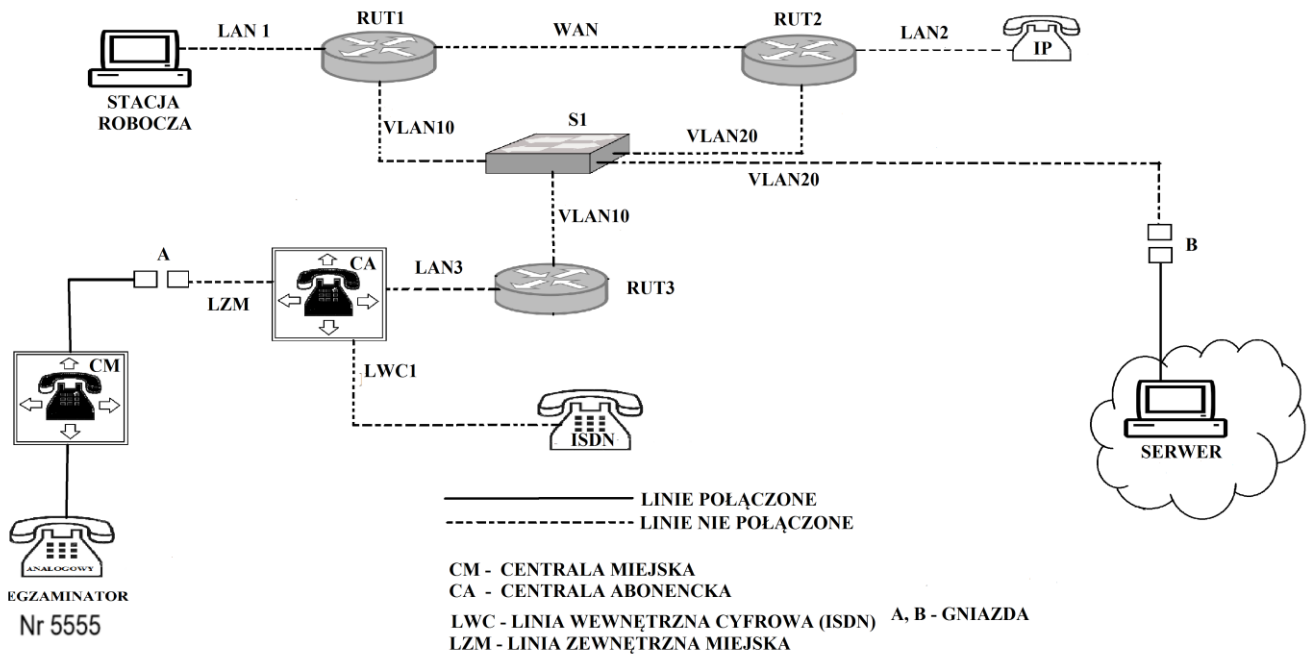 RUT1
RUT2
LAN 1
WAN
LAN2
IP
STACJA
ROBOCZA
VLAN10
S1
VLAN20
VLAN20
VLAN10
A
B
CA
LAN3
RUT3
LZM
CM
LWC1
ISDN
SERWER
LINIE POŁĄCZONE
LINIE NIE POŁĄCZONE
ANALOGOWY
EGZAMINATOR
Nr 5555
CM - CENTRALA MIEJSKA
CA - CENTRALA ABONENCKA
LWC - LINIA WEWNĘTRZNA CYFROWA (ISDN) A, B - GNIAZDA
LZM - LINIA ZEWNĘTRZNA MIEJSKA